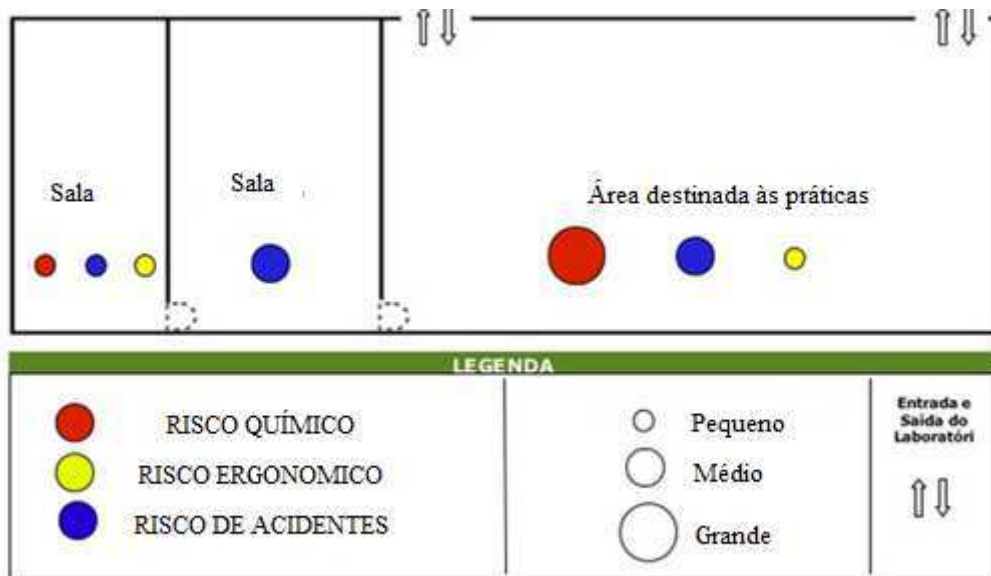 Sala
Sala
Área destinada às práticas
LEGENDA
RISCO QUÍMICO
RISCO ERGONOMICO
RISCO DE ACIDENTES
Pequeno
Médio
Grande
Entrada e
Saida do
Laboratóri